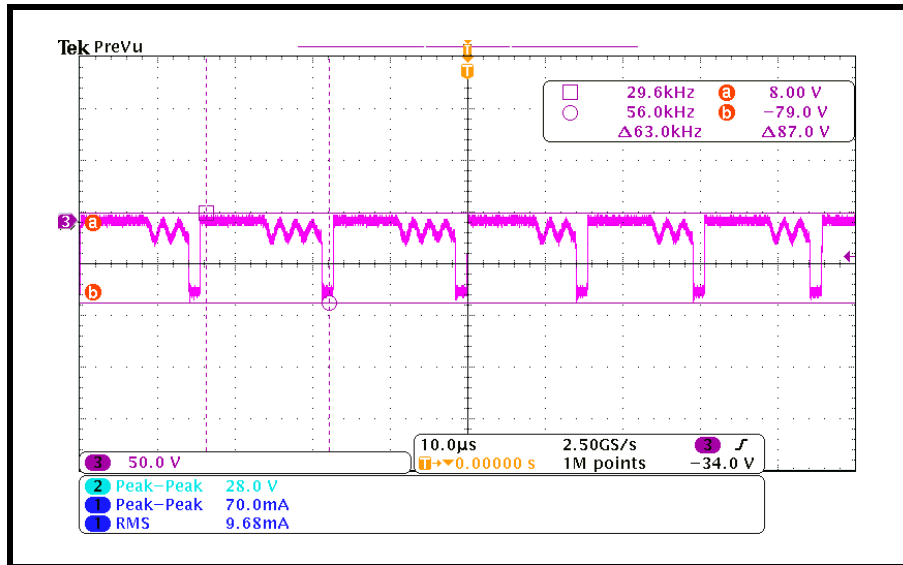 Tek PreVu
T
T
29.6kHz a 8.00 V
56.0kHz b −79.0 V
Δ63.0kHz Δ87.0 V
3 a
b
3 50.0 V
10.0µs 2.50GS/s 3
T→▼0.00000 s 1M points −34.0 V
2 Peak−Peak 28.0 V
1 Peak−Peak 70.0mA
1 RMS 9.68mA